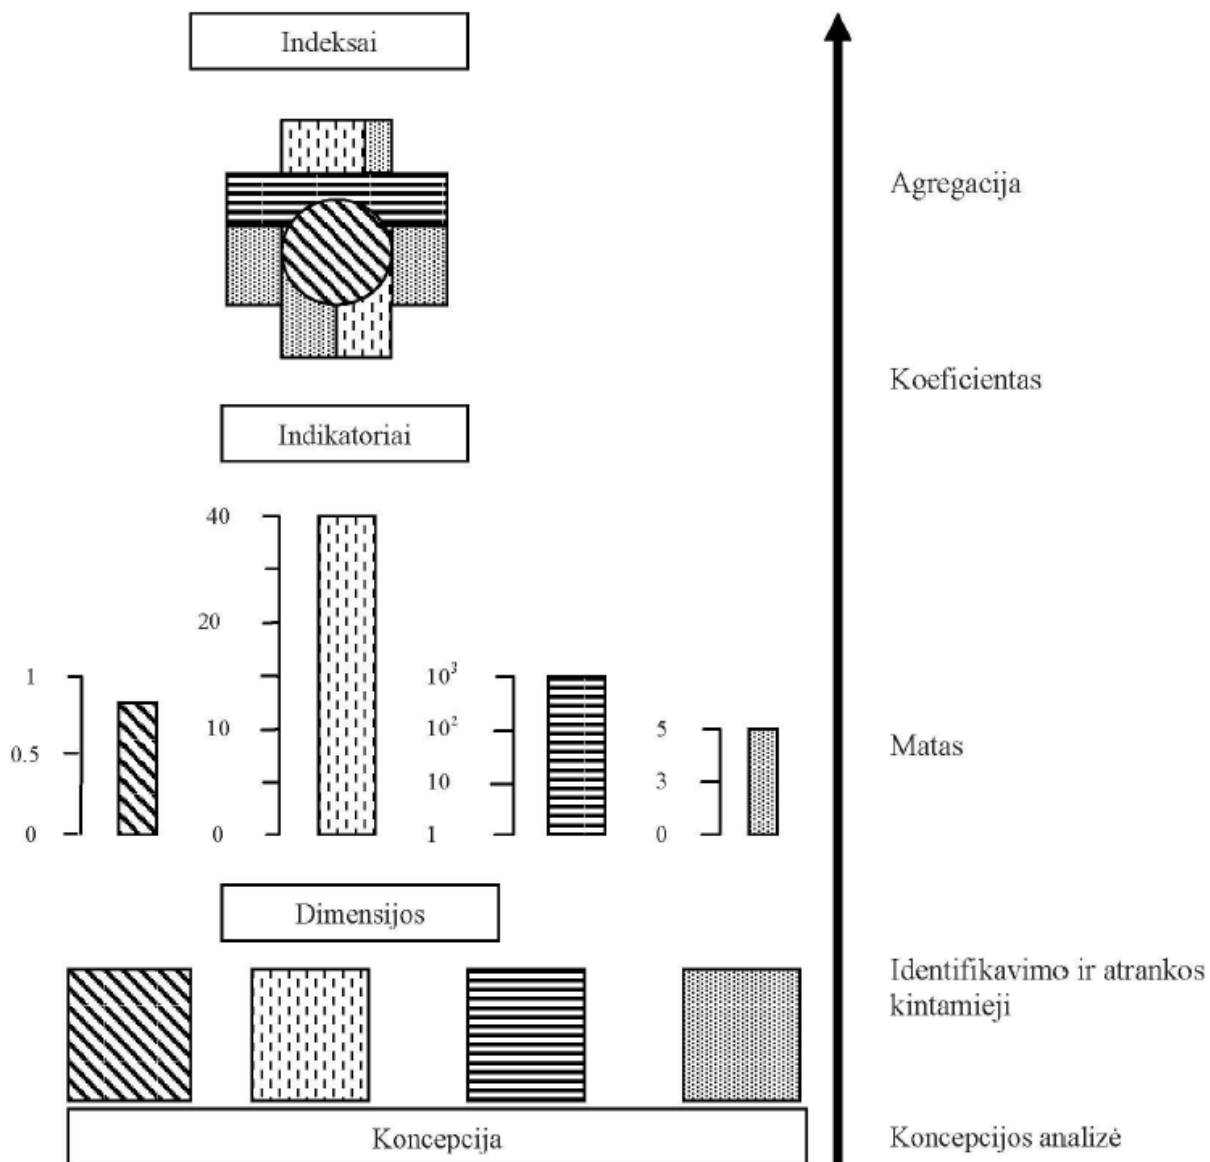 Indeksai
Agregacija
Koeficientas
Indikatoriai
40
20
10
0
1
0.5
0
10³
10²
10
1
5
3
0
Matas
Dimensijos
Identifikavimo ir atrankos
kintamieji
Koncepcija
Koncepcijos analizė